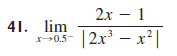 41. lim x→0.5⁻ (2x − 1) / |2x³ − x²|